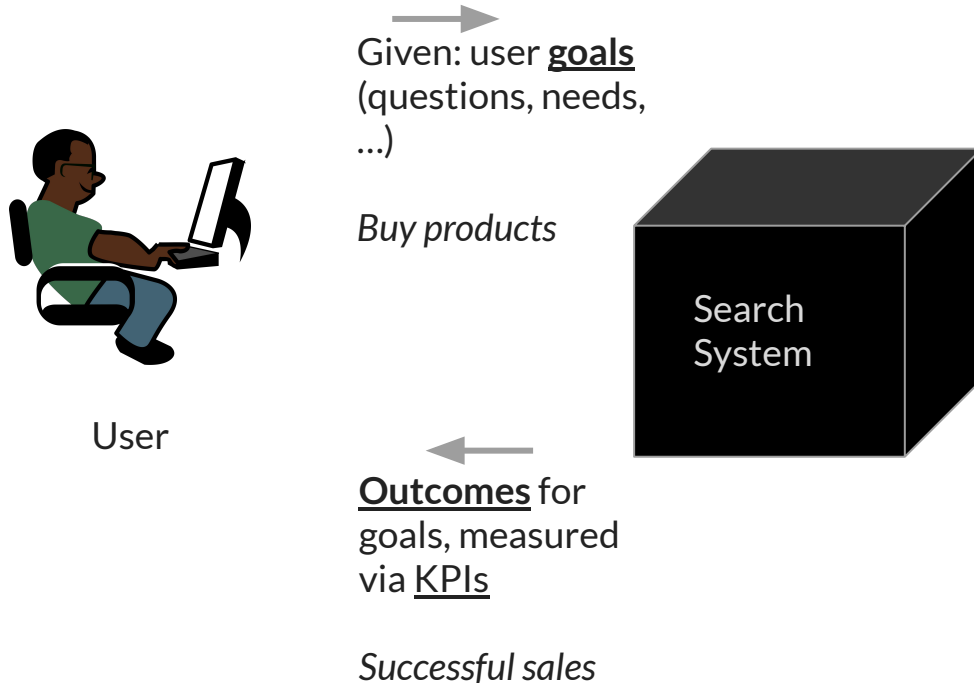 Given: user goals
(questions, needs,
…)
Buy products
Search
System
User
Outcomes for
goals, measured
via KPIs
Successful sales